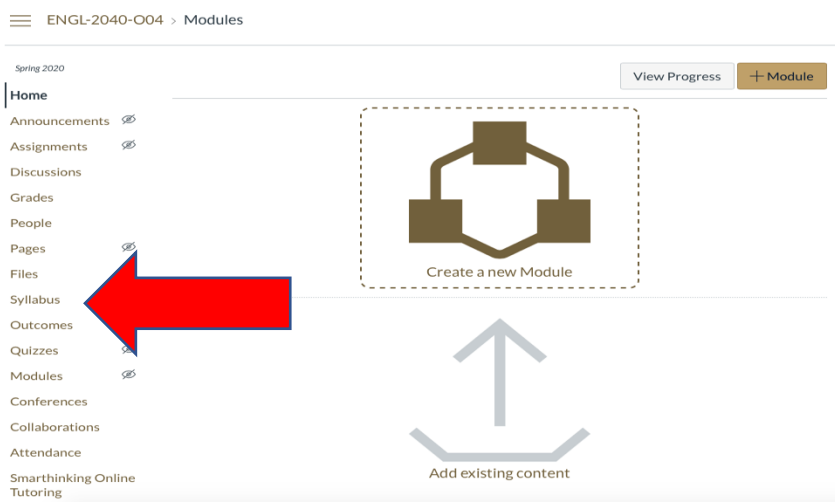 ENGL-2040-O04 > Modules
Spring 2020
View Progress
+ Module
Home
Announcements
Assignments
Discussions
Grades
People
Pages
Files
Syllabus
Outcomes
Quizzes
Modules
Conferences
Collaborations
Attendance
Smarthinking Online
Tutoring
Create a new Module
Add existing content